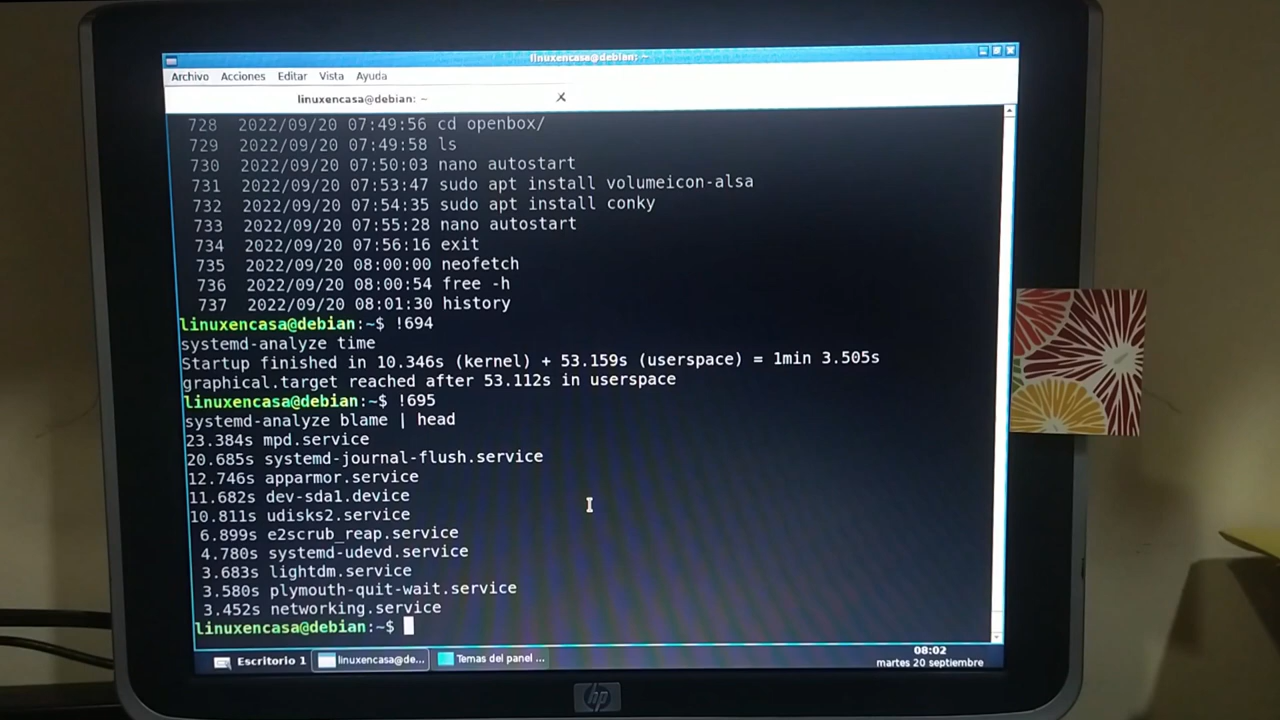 linuxencasa@debian: ~
Archivo Acciones Editar Vista Ayuda
linuxencasa@debian: ~ X
728 2022/09/20 07:49:56 cd openbox/
729 2022/09/20 07:49:58 ls
730 2022/09/20 07:50:03 nano autostart
731 2022/09/20 07:53:47 sudo apt install volumeicon-alsa
732 2022/09/20 07:54:35 sudo apt install conky
733 2022/09/20 07:55:28 nano autostart
734 2022/09/20 07:56:16 exit
735 2022/09/20 08:00:00 neofetch
736 2022/09/20 08:00:54 free -h
737 2022/09/20 08:01:30 history
linuxencasa@debian:~$ !694
systemd-analyze time
Startup finished in 10.346s (kernel) + 53.159s (userspace) = 1min 3.505s
graphical.target reached after 53.112s in userspace
linuxencasa@debian:~$ !695
systemd-analyze blame | head
23.384s mpd.service
20.685s systemd-journal-flush.service
12.746s apparmor.service
11.682s dev-sda1.device
10.811s udisks2.service
6.899s e2scrub_reap.service
4.780s systemd-udevd.service
3.683s lightdm.service
3.580s plymouth-quit-wait.service
3.452s networking.service
linuxencasa@debian:~$
Escritorio 1 linuxencasa@de... Temas del panel ... 08:02
martes 20 septiembre
hp